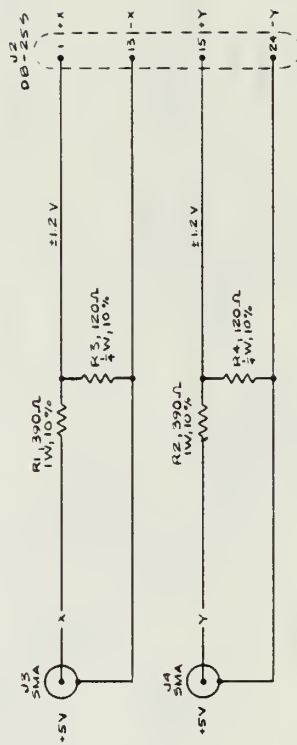 J2
DB-25S
1 +X
13 -X
15 +Y
24 -Y
±1.2 V
±1.2 V
R3, 120Ω
¼W, 10%
R4, 120Ω
¼W, 10%
R1, 390Ω
1W, 10%
R2, 390Ω
1W, 10%
X
Y
J3
SMA
J4
SMA
+5V
+5V